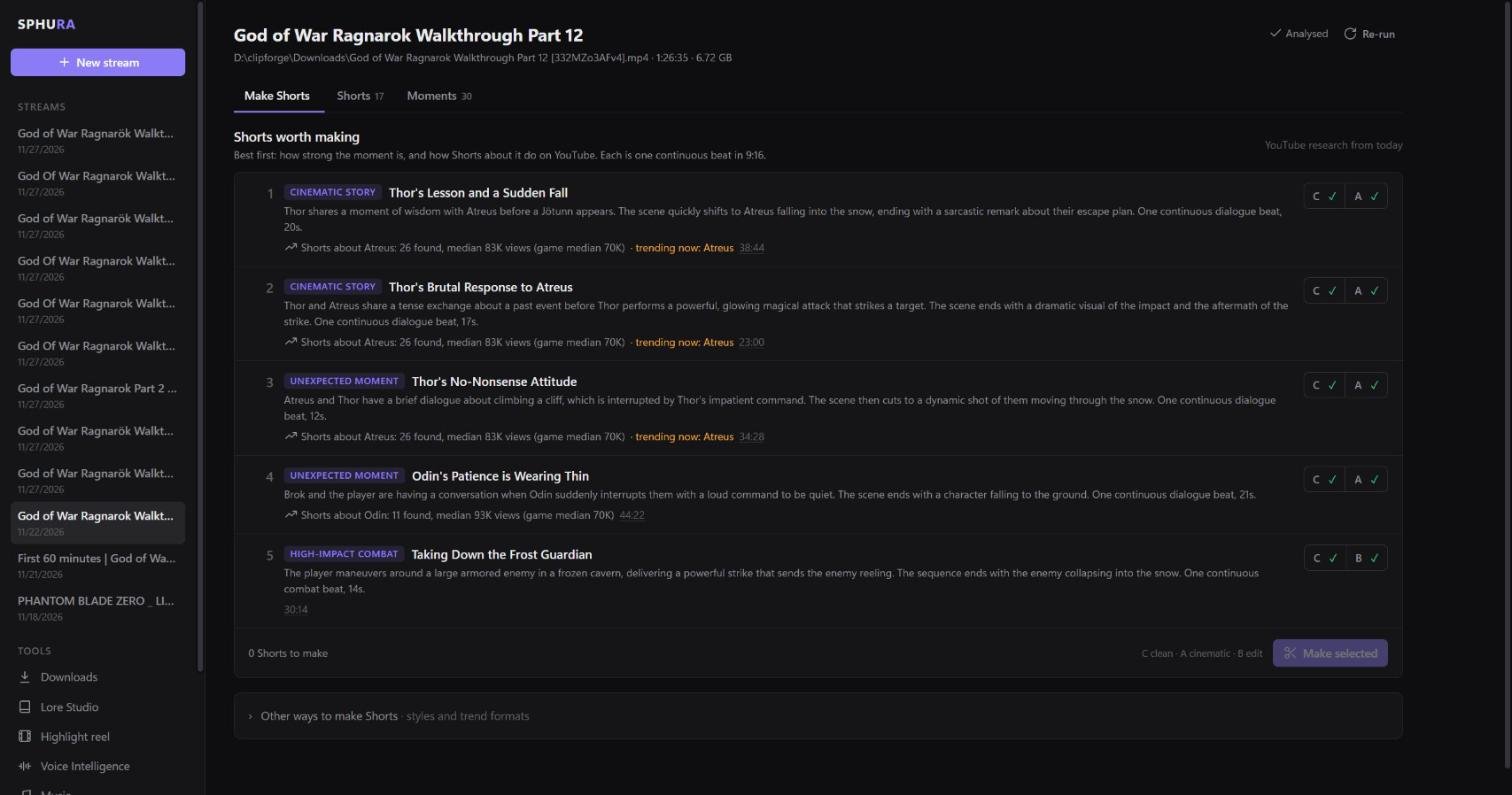 SPHURA
+ New stream
STREAMS
God of War Ragnarök Walkt...
11/27/2026
God Of War Ragnarok Walkt...
11/27/2026
God of War Ragnarok Walkt...
11/27/2026
God Of War Ragnarok Walkt...
11/27/2026
God Of War Ragnarok Walkt...
11/27/2026
God Of War Ragnarok Walkt...
11/27/2026
God of War Ragnarok Part 2 ...
11/27/2026
God of War Ragnarök Walkt...
11/27/2026
God of War Ragnarök Walkt...
11/27/2026
God of War Ragnarok Walkt...
11/22/2026
First 60 minutes | God of Wa...
11/21/2026
PHANTOM BLADE ZERO _ LI...
11/18/2026
TOOLS
Downloads
Lore Studio
Highlight reel
Voice Intelligence
Music
God of War Ragnarok Walkthrough Part 12
D:\clipforge\Downloads\God of War Ragnarok Walkthrough Part 12 [332MZo3AFv4].mp4 · 1:26:35 · 6.72 GB
✓ Analysed Re-run
Make Shorts Shorts 17 Moments 30
Shorts worth making
Best first: how strong the moment is, and how Shorts about it do on YouTube. Each is one continuous beat in 9:16.
YouTube research from today
1 CINEMATIC STORY Thor's Lesson and a Sudden Fall C ✓ A ✓
Thor shares a moment of wisdom with Atreus before a Jötunn appears. The scene quickly shifts to Atreus falling into the snow, ending with a sarcastic remark about their escape plan. One continuous dialogue beat,
20s.
Shorts about Atreus: 26 found, median 83K views (game median 70K) · trending now: Atreus 38:44
2 CINEMATIC STORY Thor's Brutal Response to Atreus C ✓ A ✓
Thor and Atreus share a tense exchange about a past event before Thor performs a powerful, glowing magical attack that strikes a target. The scene ends with a dramatic visual of the impact and the aftermath of the
strike. One continuous dialogue beat, 17s.
Shorts about Atreus: 26 found, median 83K views (game median 70K) · trending now: Atreus 23:00
3 UNEXPECTED MOMENT Thor's No-Nonsense Attitude C ✓ A ✓
Atreus and Thor have a brief dialogue about climbing a cliff, which is interrupted by Thor's impatient command. The scene then cuts to a dynamic shot of them moving through the snow. One continuous dialogue
beat, 12s.
Shorts about Atreus: 26 found, median 83K views (game median 70K) · trending now: Atreus 34:28
4 UNEXPECTED MOMENT Odin's Patience is Wearing Thin C ✓ A ✓
Brok and the player are having a conversation when Odin suddenly interrupts them with a loud command to be quiet. The scene ends with a character falling to the ground. One continuous dialogue beat, 21s.
Shorts about Odin: 11 found, median 93K views (game median 70K) 44:22
5 HIGH-IMPACT COMBAT Taking Down the Frost Guardian C ✓ B ✓
The player maneuvers around a large armored enemy in a frozen cavern, delivering a powerful strike that sends the enemy reeling. The sequence ends with the enemy collapsing into the snow. One continuous
combat beat, 14s.
30:14
0 Shorts to make C clean · A cinematic · B edit Make selected
› Other ways to make Shorts · styles and trend formats